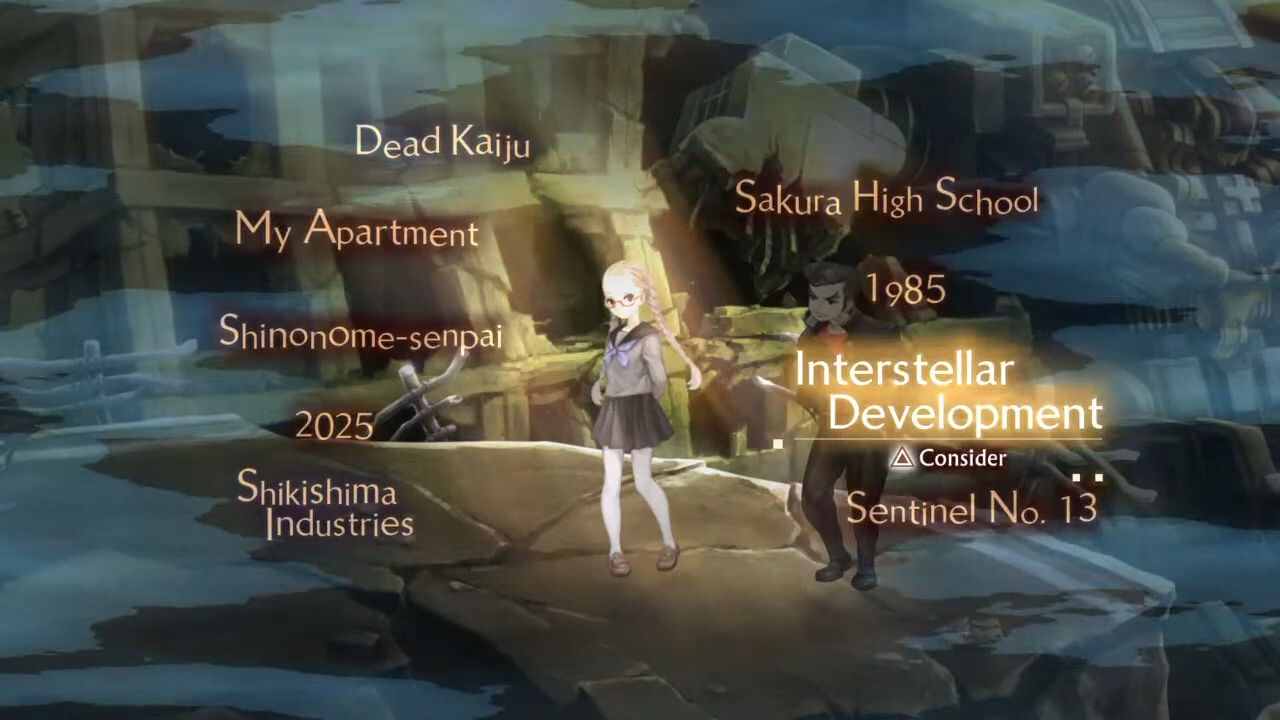 Dead Kaiju
My Apartment
Shinonome-senpai
2025
Shikishima
Industries
Sakura High School
1985
Interstellar
Development
△ Consider
Sentinel No. 13